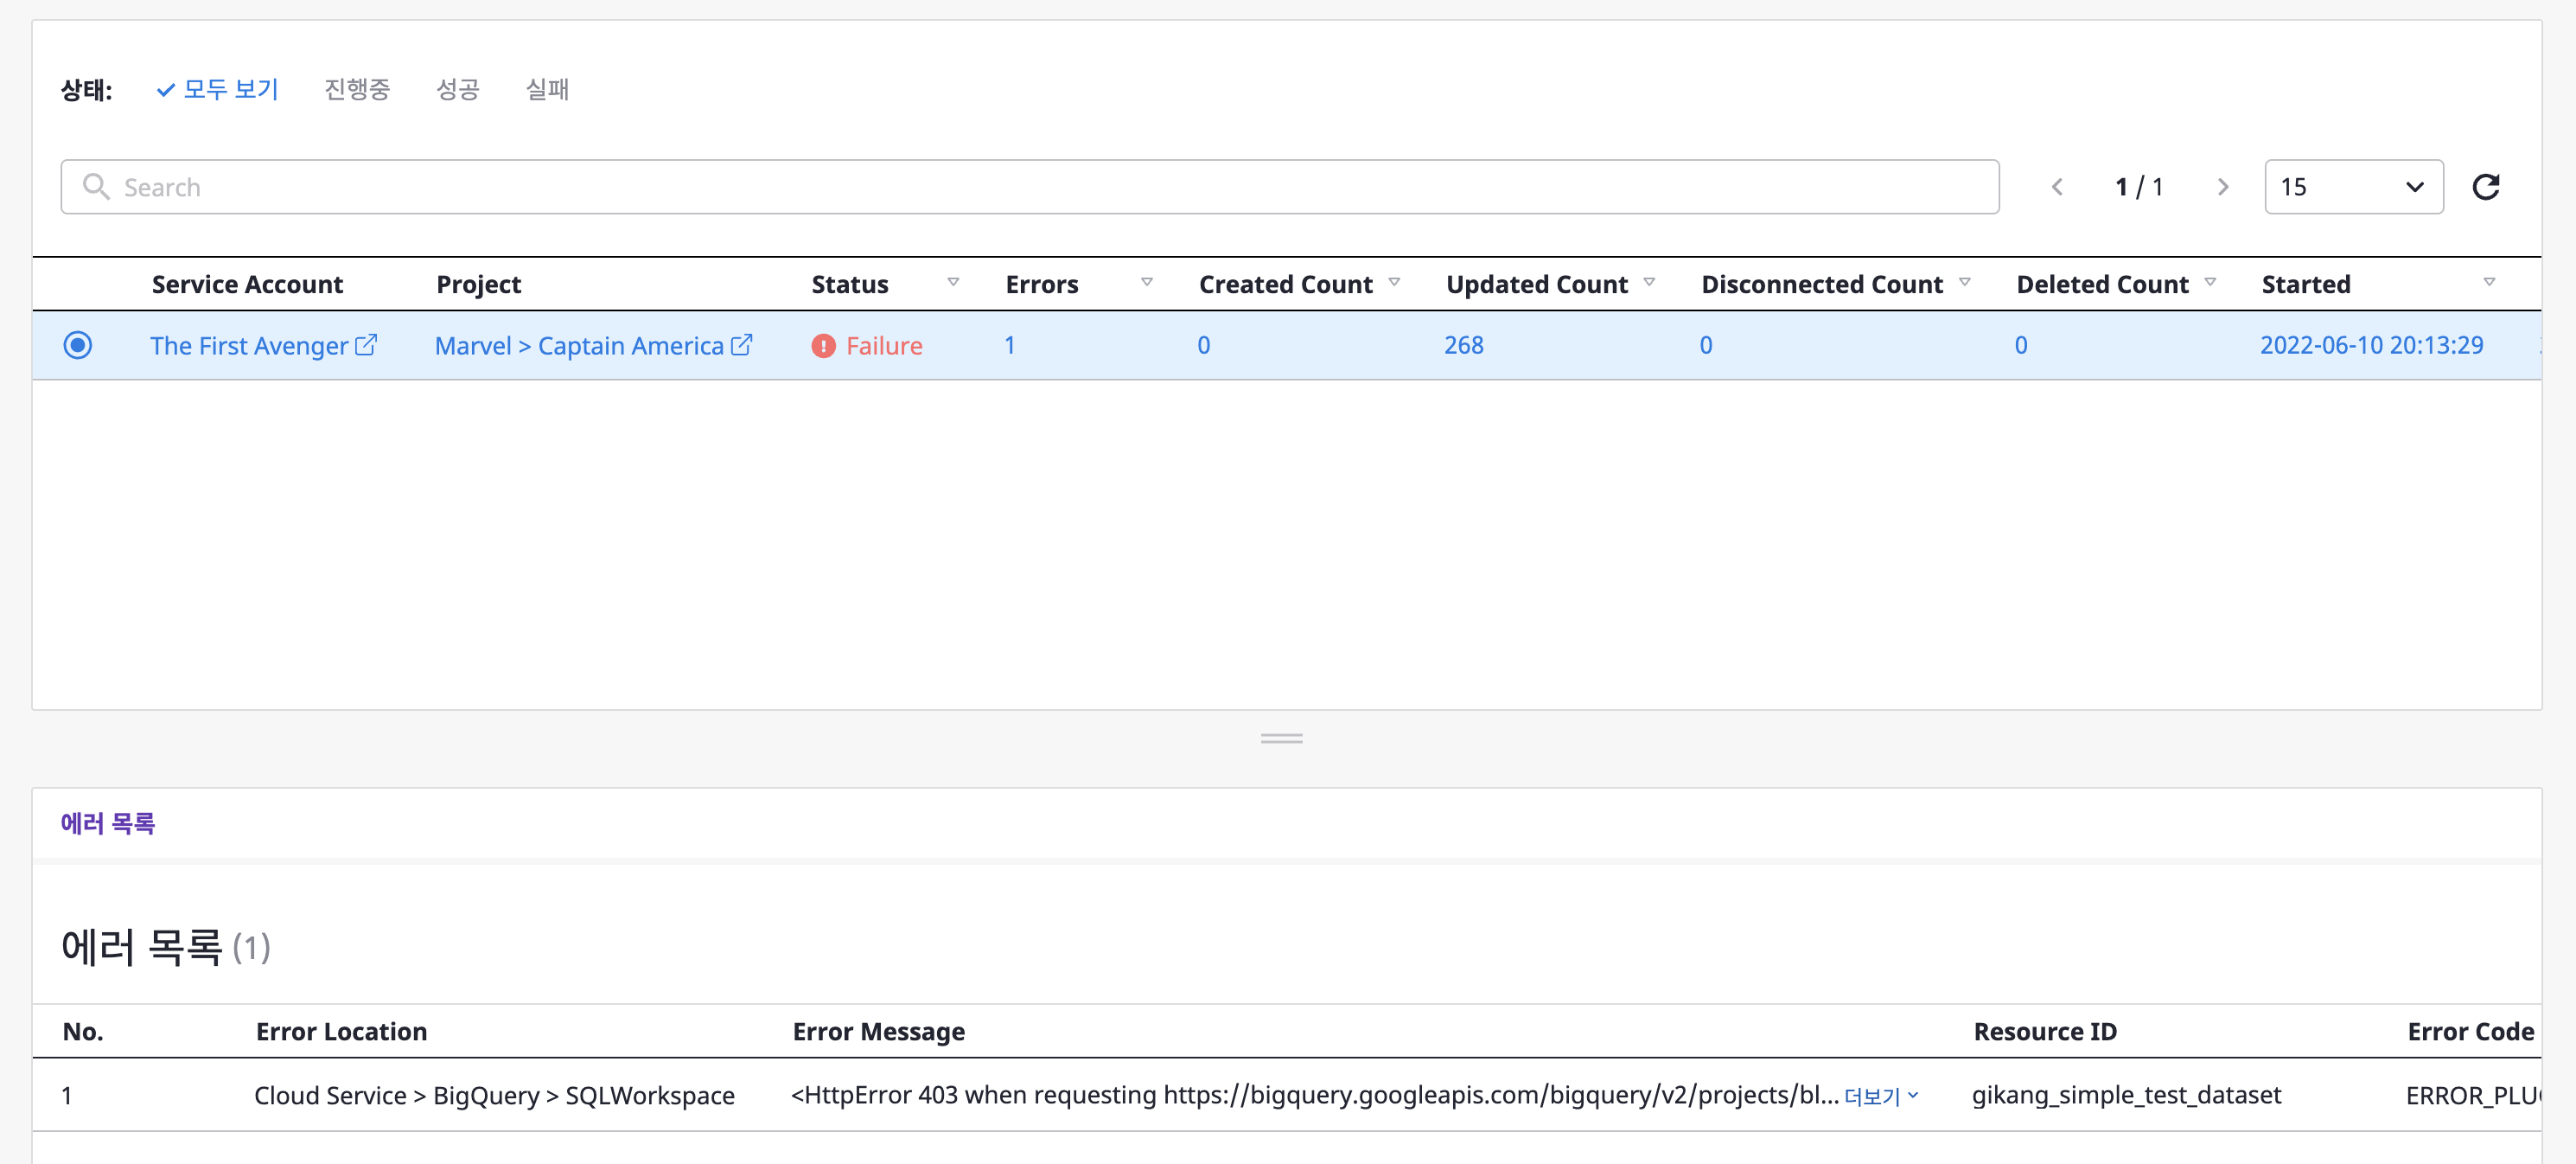 상태: 모두 보기 진행중 성공 실패
Search 1 / 1 15
Service Account Project Status Errors Created Count Updated Count Disconnected Count Deleted Count Started
The First Avenger Marvel > Captain America Failure 1 0 268 0 0 2022-06-10 20:13:29
에러 목록
에러 목록 (1)
No. Error Location Error Message Resource ID Error Code
1 Cloud Service > BigQuery > SQLWorkspace <HttpError 403 when requesting https://bigquery.googleapis.com/bigquery/v2/projects/bl... 더보기 gikang_simple_test_dataset ERROR_PLU